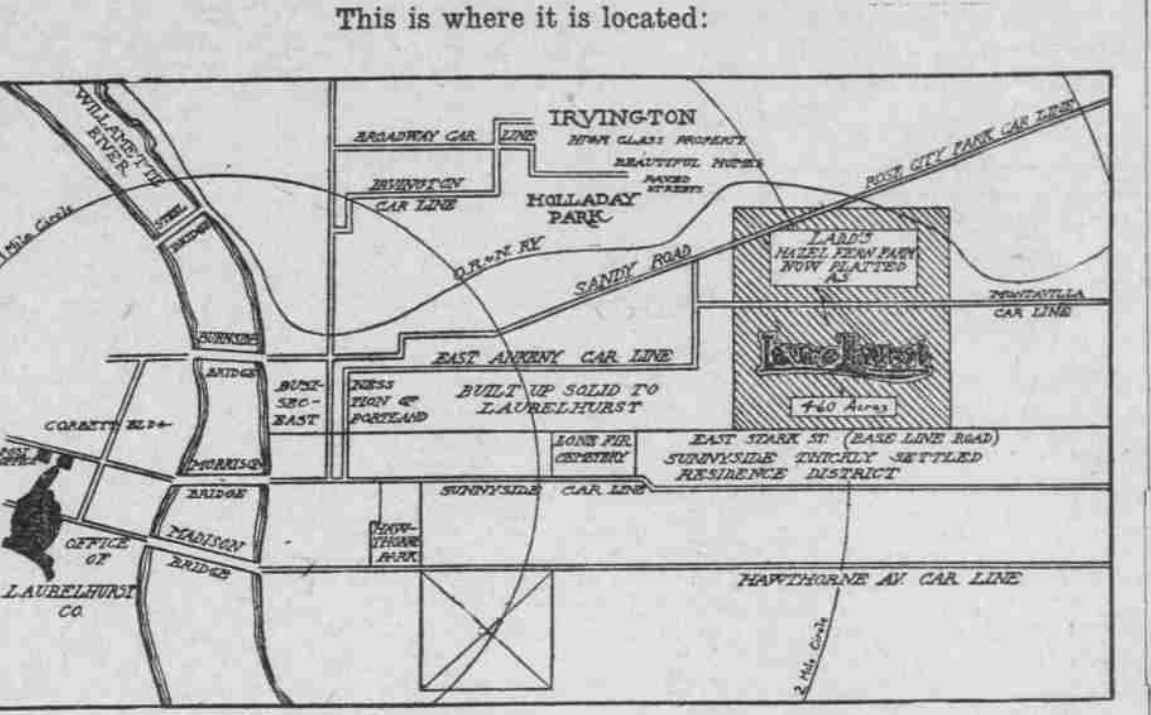 This is where it is located:
WILLAMETTE
RIVER
Mile Circle
STEEL
BRIDGE
BROADWAY CAR LINE
IRVINGTON
HIGH CLASS PROPERTY
BEAUTIFUL HOMES
PAVED
STREETS
IRVINGTON
CAR LINE
HOLLADAY
PARK
ROSE CITY PARK CAR LINE
O.R. & N. RY.
SANDY ROAD
LADD'S
HAZEL FERN FARM
NOW PLATTED
AS
Laurelhurst
460 Acres
MONTAVILLA
CAR LINE
BURNSIDE
BRIDGE
EAST ANKENY CAR LINE
BUSI-NESS
SEC-TION OF
EAST PORTLAND
BUILT UP SOLID TO
LAURELHURST
CORBETT BLDG
POST
OFFICE
MORRISON
BRIDGE
LONE FIR
CEMETERY
EAST STARK ST. (BASE LINE ROAD)
SUNNYSIDE THICKLY SETTLED
RESIDENCE DISTRICT
SUNNYSIDE CAR LINE
OFFICE
OF
LAURELHURST
CO.
MADISON
BRIDGE
HAW-
THORNE
PARK
HAWTHORNE AV. CAR LINE
2 Mile Circle